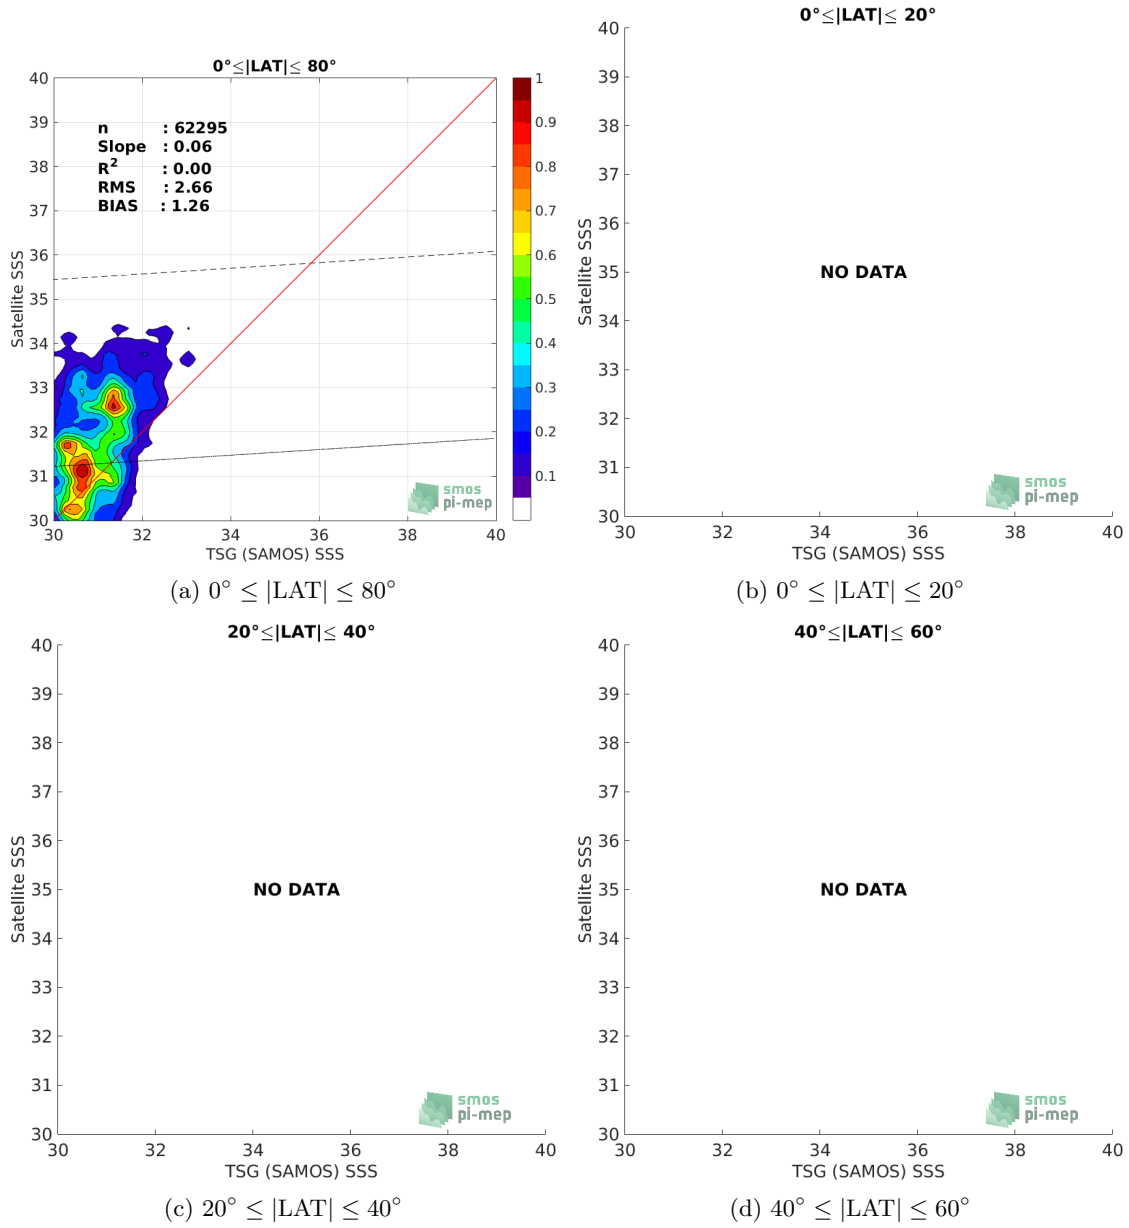 0°≤|LAT|≤ 80°
40
39
38
37
36
35
34
33
32
31
30
Satellite SSS
n : 62295
Slope : 0.06
R² : 0.00
RMS : 2.66
BIAS : 1.26
1
0.9
0.8
0.7
0.6
0.5
0.4
0.3
0.2
0.1
smos
pi-mep
30 32 34 36 38 40
TSG (SAMOS) SSS
(a) 0° ≤ |LAT| ≤ 80°
0°≤|LAT|≤ 20°
40
39
38
37
36
35
34
33
32
31
30
Satellite SSS
NO DATA
smos
pi-mep
30 32 34 36 38 40
TSG (SAMOS) SSS
(b) 0° ≤ |LAT| ≤ 20°
20°≤|LAT|≤ 40°
40
39
38
37
36
35
34
33
32
31
30
Satellite SSS
NO DATA
smos
pi-mep
30 32 34 36 38 40
TSG (SAMOS) SSS
(c) 20° ≤ |LAT| ≤ 40°
40°≤|LAT|≤ 60°
40
39
38
37
36
35
34
33
32
31
30
Satellite SSS
NO DATA
smos
pi-mep
30 32 34 36 38 40
TSG (SAMOS) SSS
(d) 40° ≤ |LAT| ≤ 60°